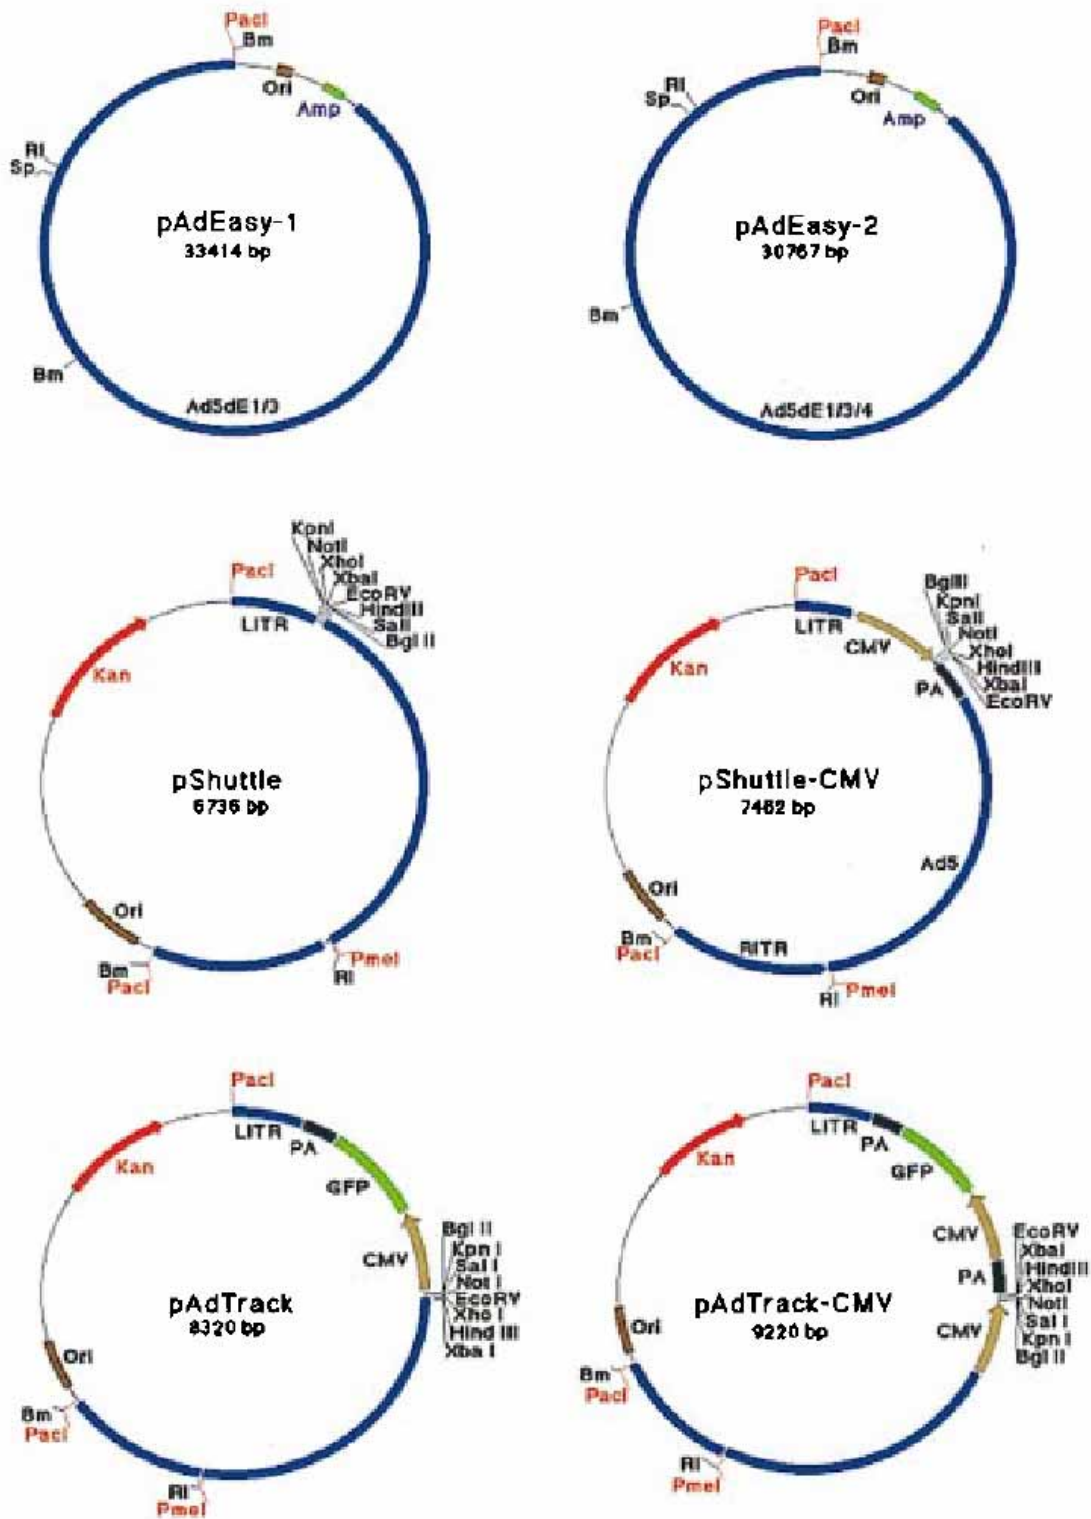 PacI
Bm
Ori
Amp
RI
Sp
pAdEasy-1
33414 bp
Bm
Ad5dE1/3
PacI
Bm
Ori
Amp
RI
Sp
pAdEasy-2
30767 bp
Bm
Ad5dE1/3/4
KpnI
NotI
XhoI
XbaI
EcoRV
HindIII
SalI
Bgl II
PacI
LITR
Kan
pShuttle
6736 bp
Ori
Bm
PacI
PmeI
RI
PacI
LITR
CMV
BglII
KpnI
SalI
NotI
XhoI
HindIII
XbaI
EcoRV
PA
Kan
pShuttle-CMV
7462 bp
Ad5
Ori
Bm
PacI
RITR
RI
PmeI
PacI
LITR
PA
GFP
Kan
CMV
Bgl II
Kpn I
Sal I
Not I
EcoRV
Xho I
Hind III
Xba I
pAdTrack
8320 bp
Ori
Bm
PacI
RI
PmeI
PacI
LITR
PA
GFP
Kan
CMV
PA
CMV
EcoRV
XbaI
HindIII
XhoI
NotI
Sal I
Kpn I
Bgl II
pAdTrack-CMV
9220 bp
Ori
Bm
PacI
RI
PmeI